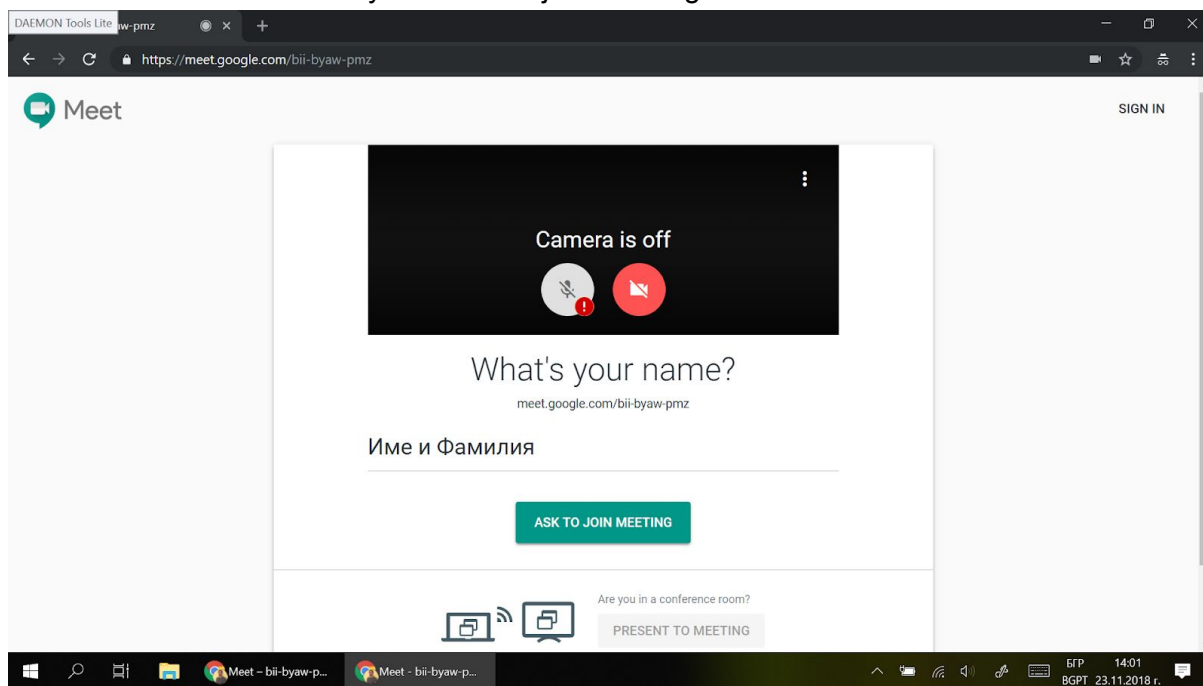 DAEMON Tools Lite
w-pmz
https://meet.google.com/bii-byaw-pmz
Meet
SIGN IN
Camera is off
What's your name?
meet.google.com/bii-byaw-pmz
Име и Фамилия
ASK TO JOIN MEETING
Are you in a conference room?
PRESENT TO MEETING
Meet – bii-byaw-p...
Meet - bii-byaw-p...
БГР 14:01
BGPT 23.11.2018 г.